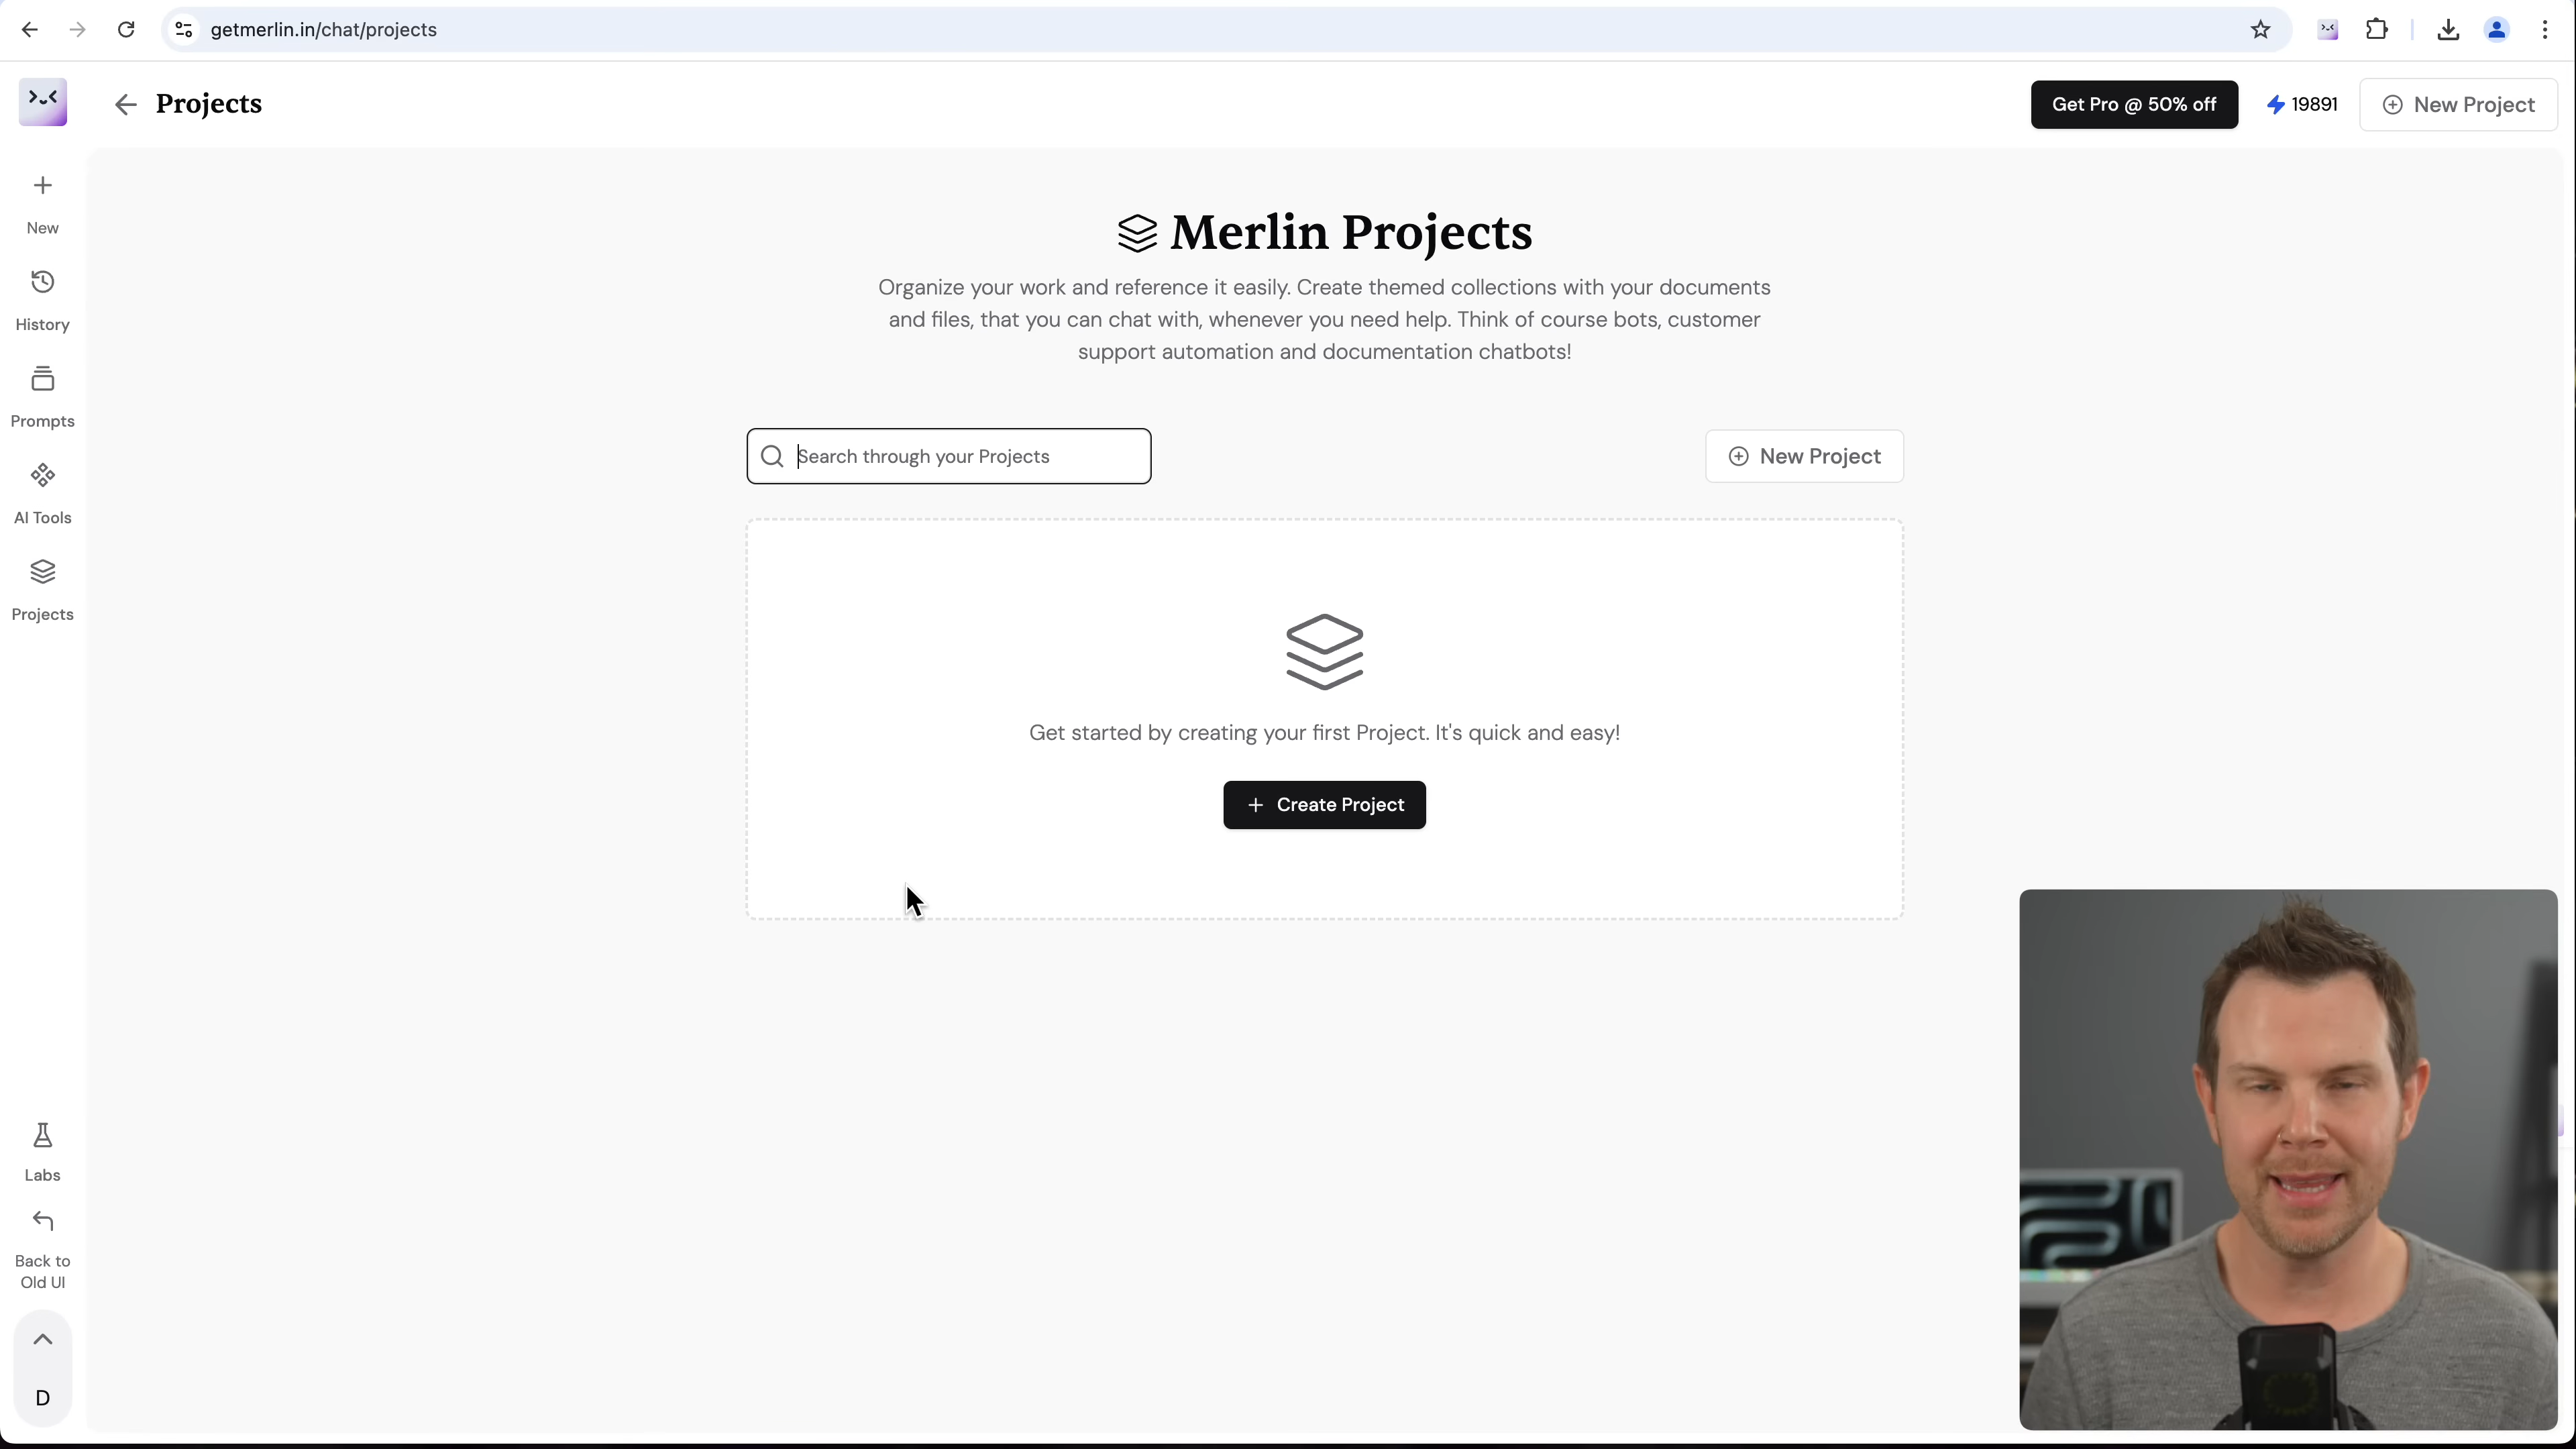 getmerlin.in/chat/projects
Projects
Get Pro @ 50% off
19891
New Project
New
History
Prompts
AI Tools
Projects
Merlin Projects
Organize your work and reference it easily. Create themed collections with your documents
and files, that you can chat with, whenever you need help. Think of course bots, customer
support automation and documentation chatbots!
Search through your Projects
New Project
Get started by creating your first Project. It's quick and easy!
Create Project
Labs
Back to
Old UI
D